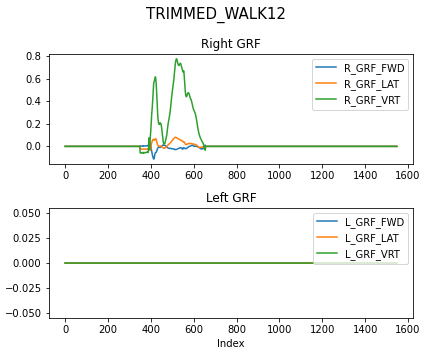 TRIMMED_WALK12
Right GRF
0.8
0.6
0.4
0.2
0.0
R_GRF_FWD
R_GRF_LAT
R_GRF_VRT
0 200 400 600 800 1000 1200 1400 1600
Left GRF
0.050
0.025
0.000
−0.025
−0.050
L_GRF_FWD
L_GRF_LAT
L_GRF_VRT
0 200 400 600 800 1000 1200 1400 1600
Index